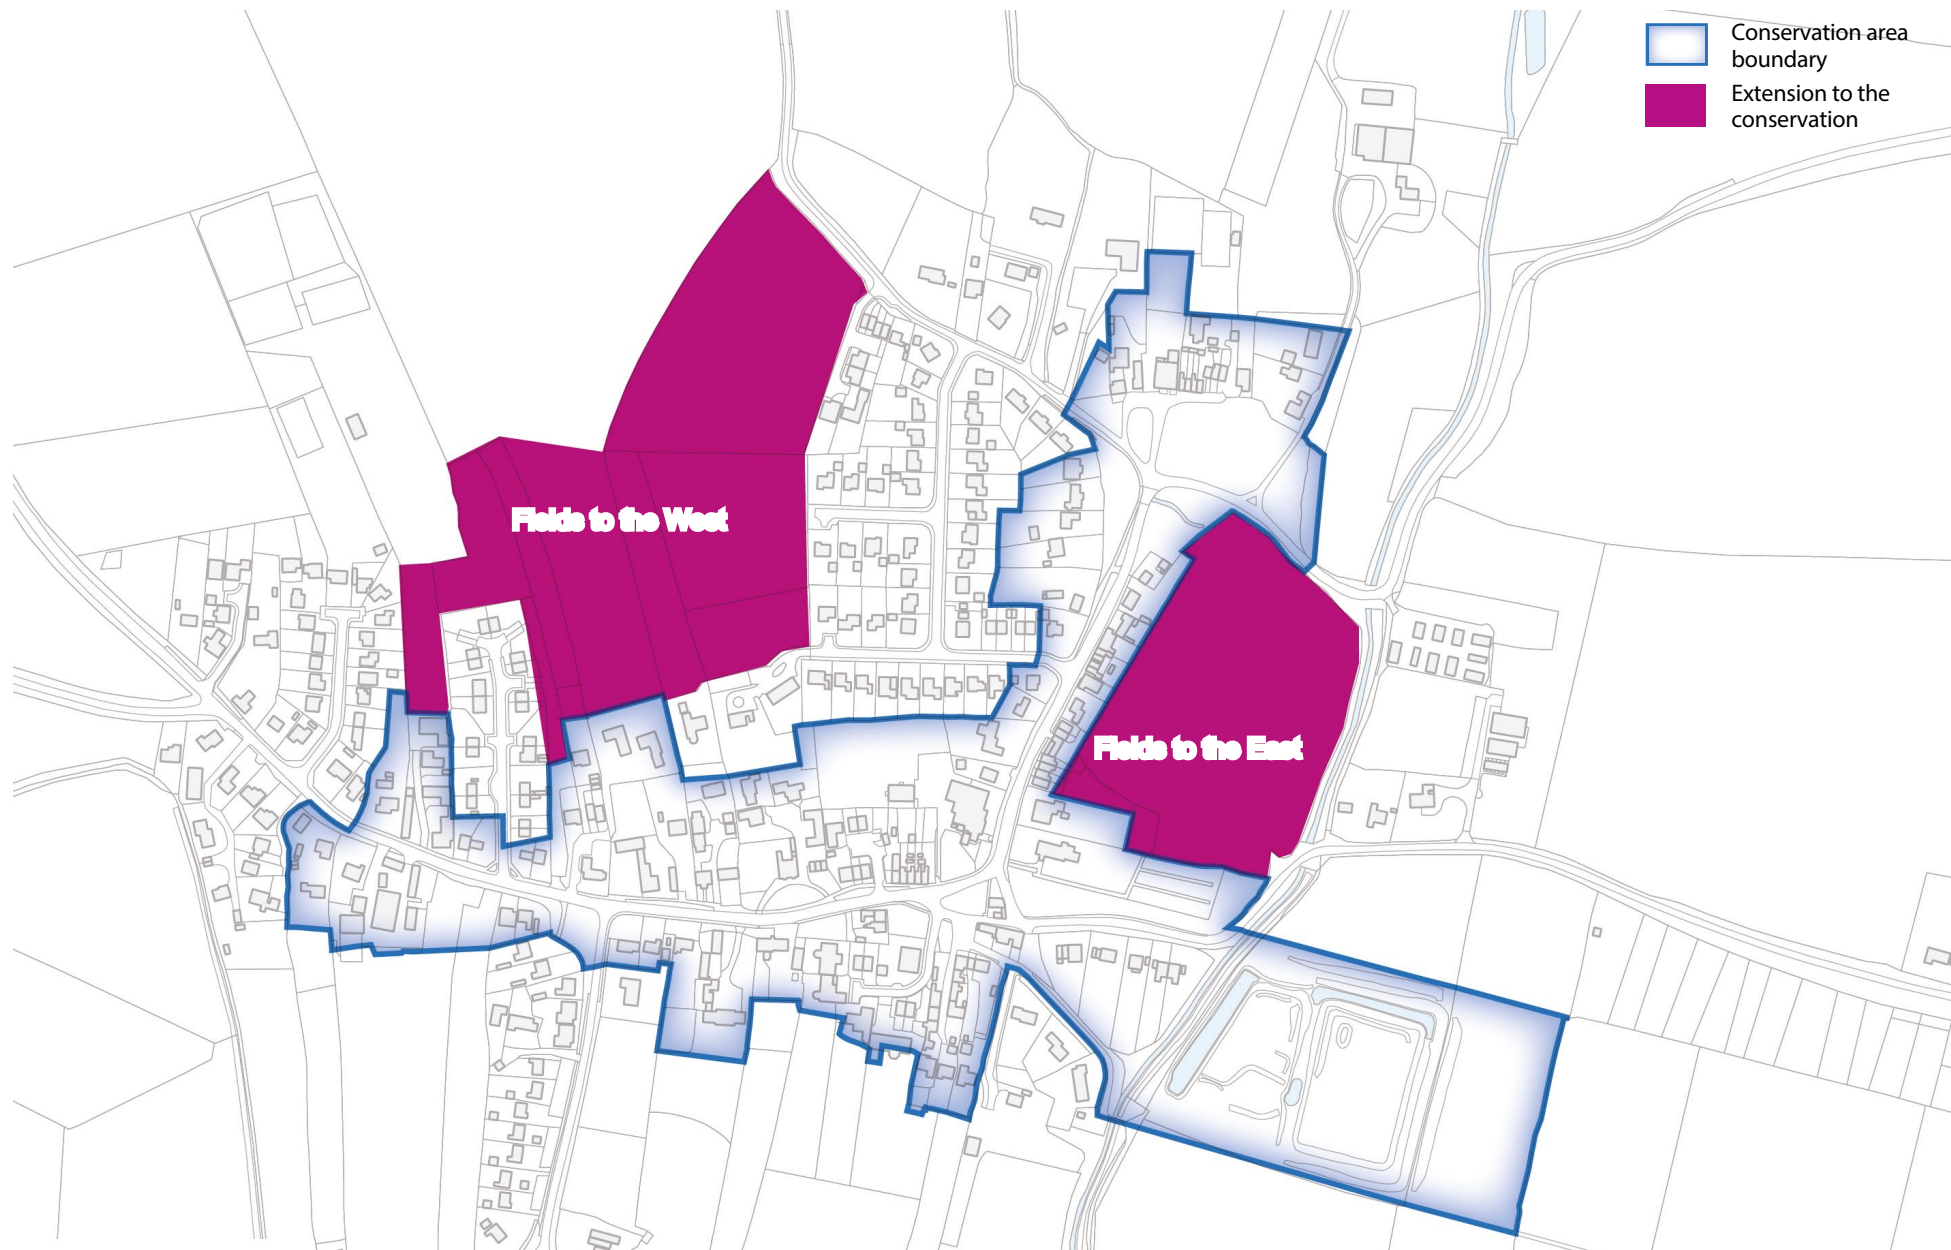 Conservation area
boundary
Extension to the
conservation
Fields to the West
Fields to the East